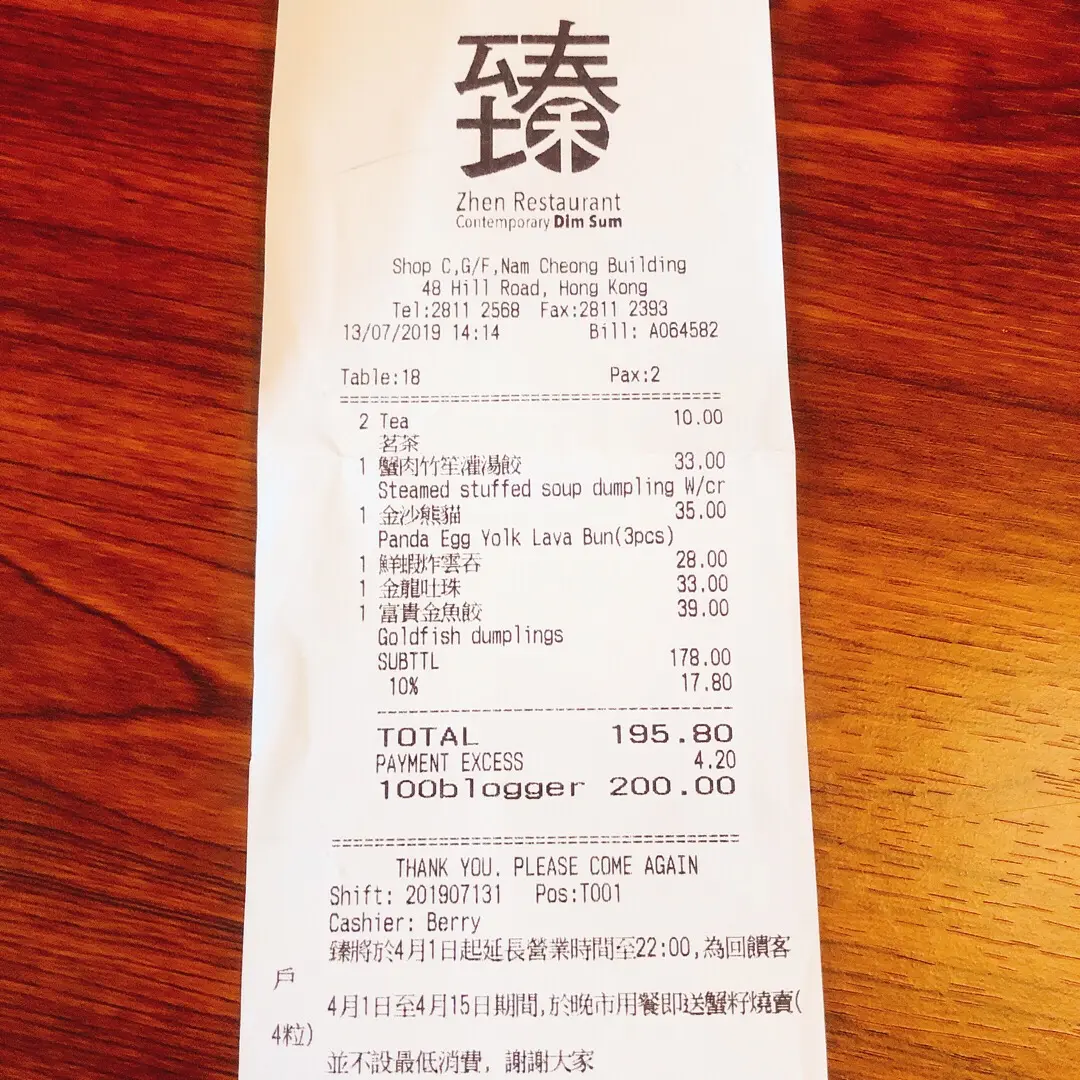 臻
Zhen Restaurant
Contemporary Dim Sum
Shop C,G/F,Nam Cheong Building
48 Hill Road, Hong Kong
Tel:2811 2568 Fax:2811 2393
13/07/2019 14:14 Bill: A064582
Table:18 Pax:2
2 Tea 10.00
茗茶
1 蟹肉竹笙灌湯餃 33.00
Steamed stuffed soup dumpling W/cr
1 金沙熊貓 35.00
Panda Egg Yolk Lava Bun(3pcs)
1 鮮蝦炸雲吞 28.00
1 金龍吐珠 33.00
1 富貴金魚餃 39.00
Goldfish dumplings
SUBTTL 178.00
10% 17.80
TOTAL 195.80
PAYMENT EXCESS 4.20
100blogger 200.00
THANK YOU. PLEASE COME AGAIN
Shift: 201907131 Pos:T001
Cashier: Berry
臻將於4月1日起延長營業時間至22:00,為回饋客
戶
4月1日至4月15日期間,於晚市用餐即送蟹籽燒賣(
4粒)
並不設最低消費, 謝謝大家